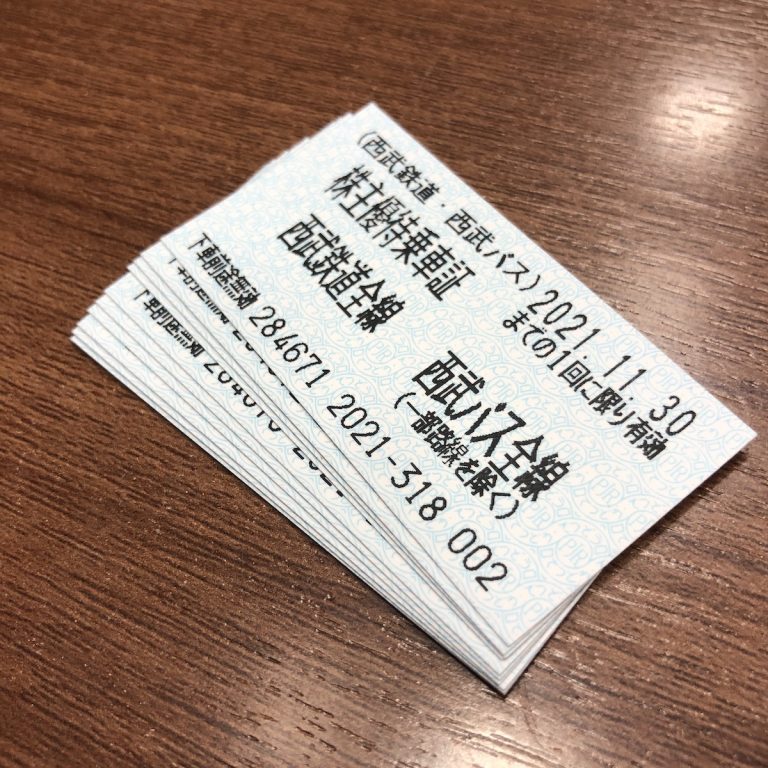 (西武鉄道・西武バス)
株主優待乗車証
2021.11.30
までの1回に限り有効
西武鉄道全線
西武バス全線
(一部路線を除く)
下車前途無効 284671 2021-318 002
下車前途無効